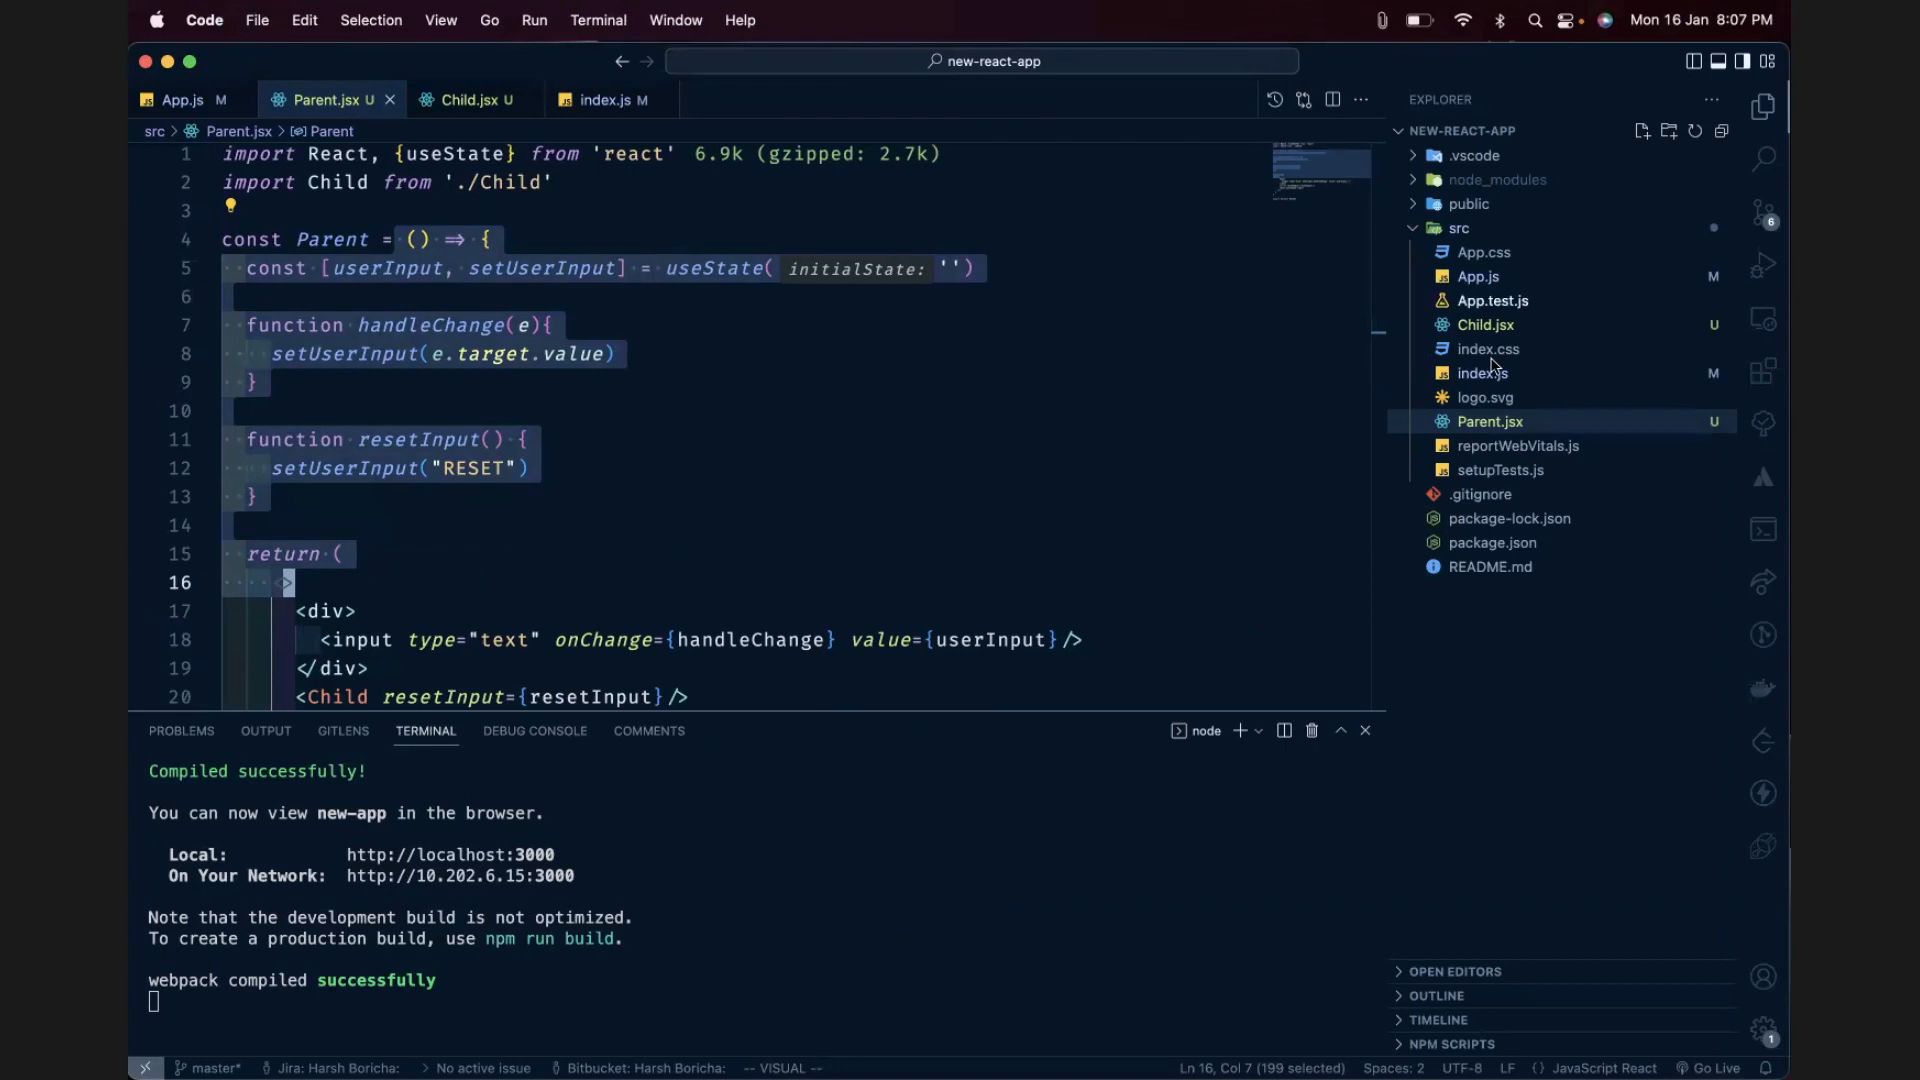 Code File Edit Selection View Go Run Terminal Window Help Mon 16 Jan 8:07 PM
new-react-app
App.js M Parent.jsx U Child.jsx U index.js M
src > Parent.jsx > Parent
1 import React, {useState} from 'react' 6.9k (gzipped: 2.7k)
2 import Child from './Child'
3
4 const Parent = () => {
5 const [userInput, setUserInput] = useState( initialState: '')
6
7 function handleChange(e){
8 setUserInput(e.target.value)
9 }
10
11 function resetInput() {
12 setUserInput("RESET")
13 }
14
15 return (
16 <>
17 <div>
18 <input type="text" onChange={handleChange} value={userInput}/>
19 </div>
20 <Child resetInput={resetInput}/>
PROBLEMS OUTPUT GITLENS TERMINAL DEBUG CONSOLE COMMENTS node
Compiled successfully!
You can now view new-app in the browser.
Local: http://localhost:3000
On Your Network: http://10.202.6.15:3000
Note that the development build is not optimized.
To create a production build, use npm run build.
webpack compiled successfully
EXPLORER
NEW-REACT-APP
.vscode
node_modules
public
src
App.css
App.js M
App.test.js
Child.jsx U
index.css
index.js M
logo.svg
Parent.jsx U
reportWebVitals.js
setupTests.js
.gitignore
package-lock.json
package.json
README.md
OPEN EDITORS
OUTLINE
TIMELINE
NPM SCRIPTS
6
1
master* Jira: Harsh Boricha: > No active issue Bitbucket: Harsh Boricha: -- VISUAL -- Ln 16, Col 7 (199 selected) Spaces: 2 UTF-8 LF {} JavaScript React Go Live